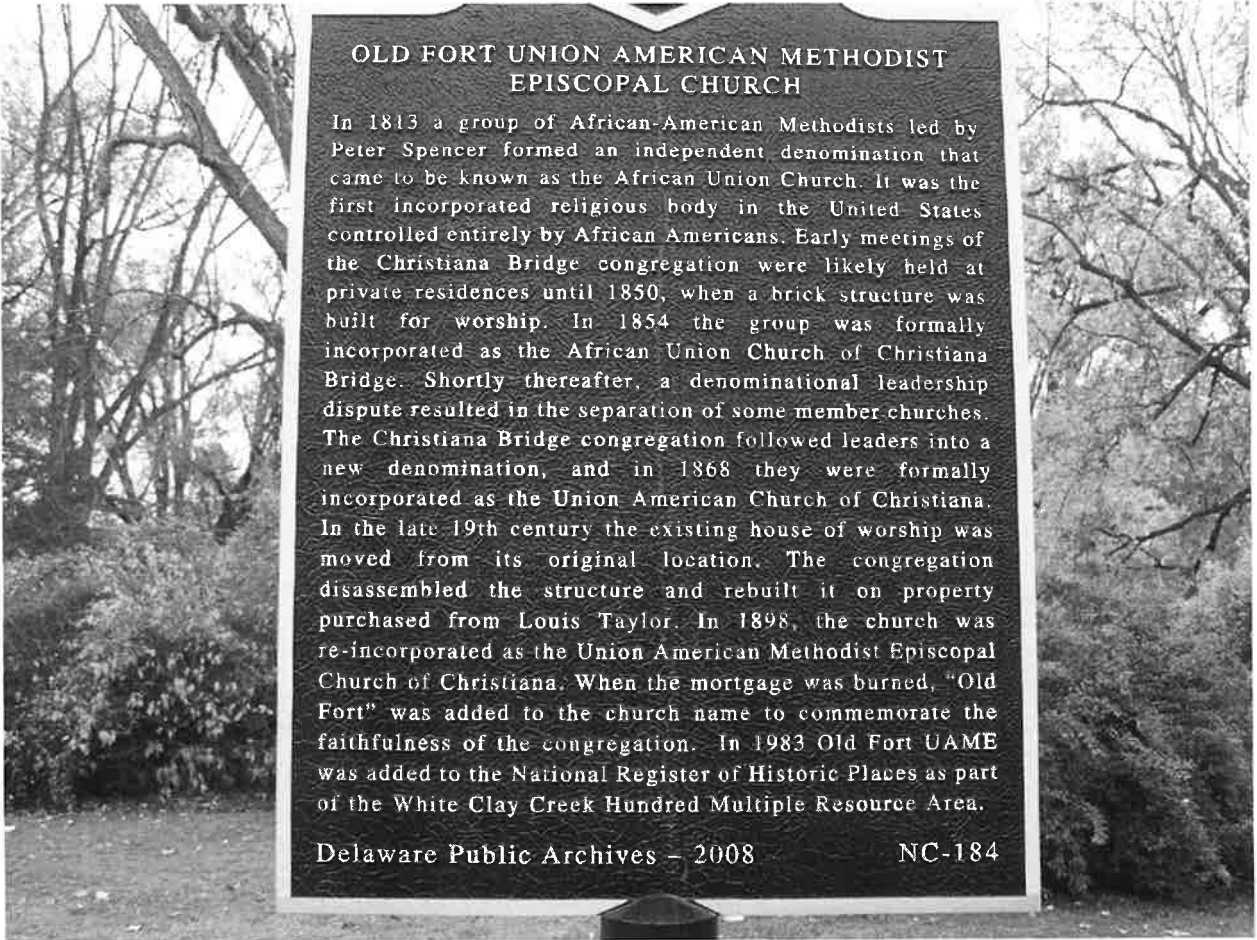 OLD FORT UNION AMERICAN METHODIST
EPISCOPAL CHURCH
In 1813 a group of African-American Methodists led by
Peter Spencer formed an independent denomination that
came to be known as the African Union Church. It was the
first incorporated religious body in the United States
controlled entirely by African Americans. Early meetings of
the Christiana Bridge congregation were likely held at
private residences until 1850, when a brick structure was
built for worship. In 1854 the group was formally
incorporated as the African Union Church of Christiana
Bridge. Shortly thereafter, a denominational leadership
dispute resulted in the separation of some member churches.
The Christiana Bridge congregation followed leaders into a
new denomination, and in 1868 they were formally
incorporated as the Union American Church of Christiana.
In the late 19th century the existing house of worship was
moved from its original location. The congregation
disassembled the structure and rebuilt it on property
purchased from Louis Taylor. In 1898, the church was
re-incorporated as the Union American Methodist Episcopal
Church of Christiana. When the mortgage was burned, “Old
Fort” was added to the church name to commemorate the
faithfulness of the congregation. In 1983 Old Fort UAME
was added to the National Register of Historic Places as part
of the White Clay Creek Hundred Multiple Resource Area.
Delaware Public Archives – 2008 NC-184